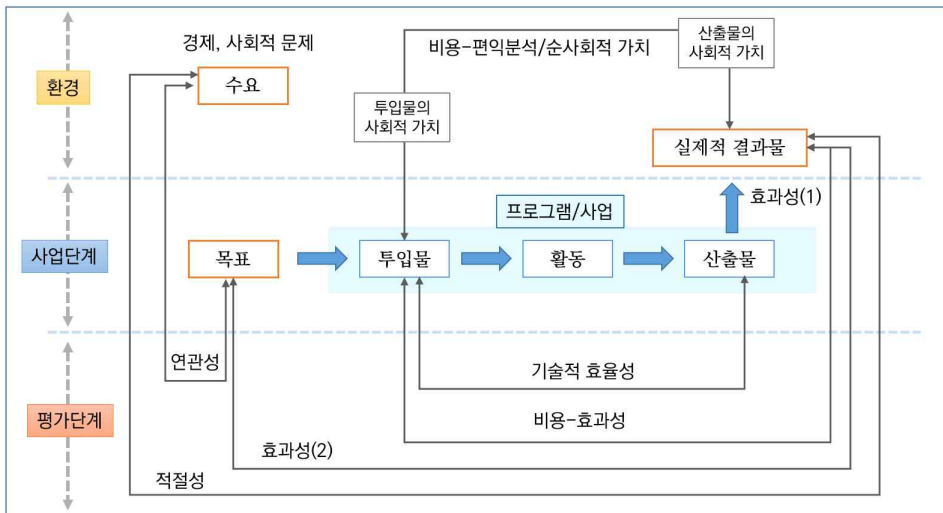 경제, 사회적 문제
비용-편익분석/순사회적 가치
산출물의
사회적 가치
환경
수요
투입물의
사회적 가치
실제적 결과물
프로그램/사업
효과성(1)
사업단계
목표
투입물
활동
산출물
연관성
기술적 효율성
평가단계
비용-효과성
효과성(2)
적절성